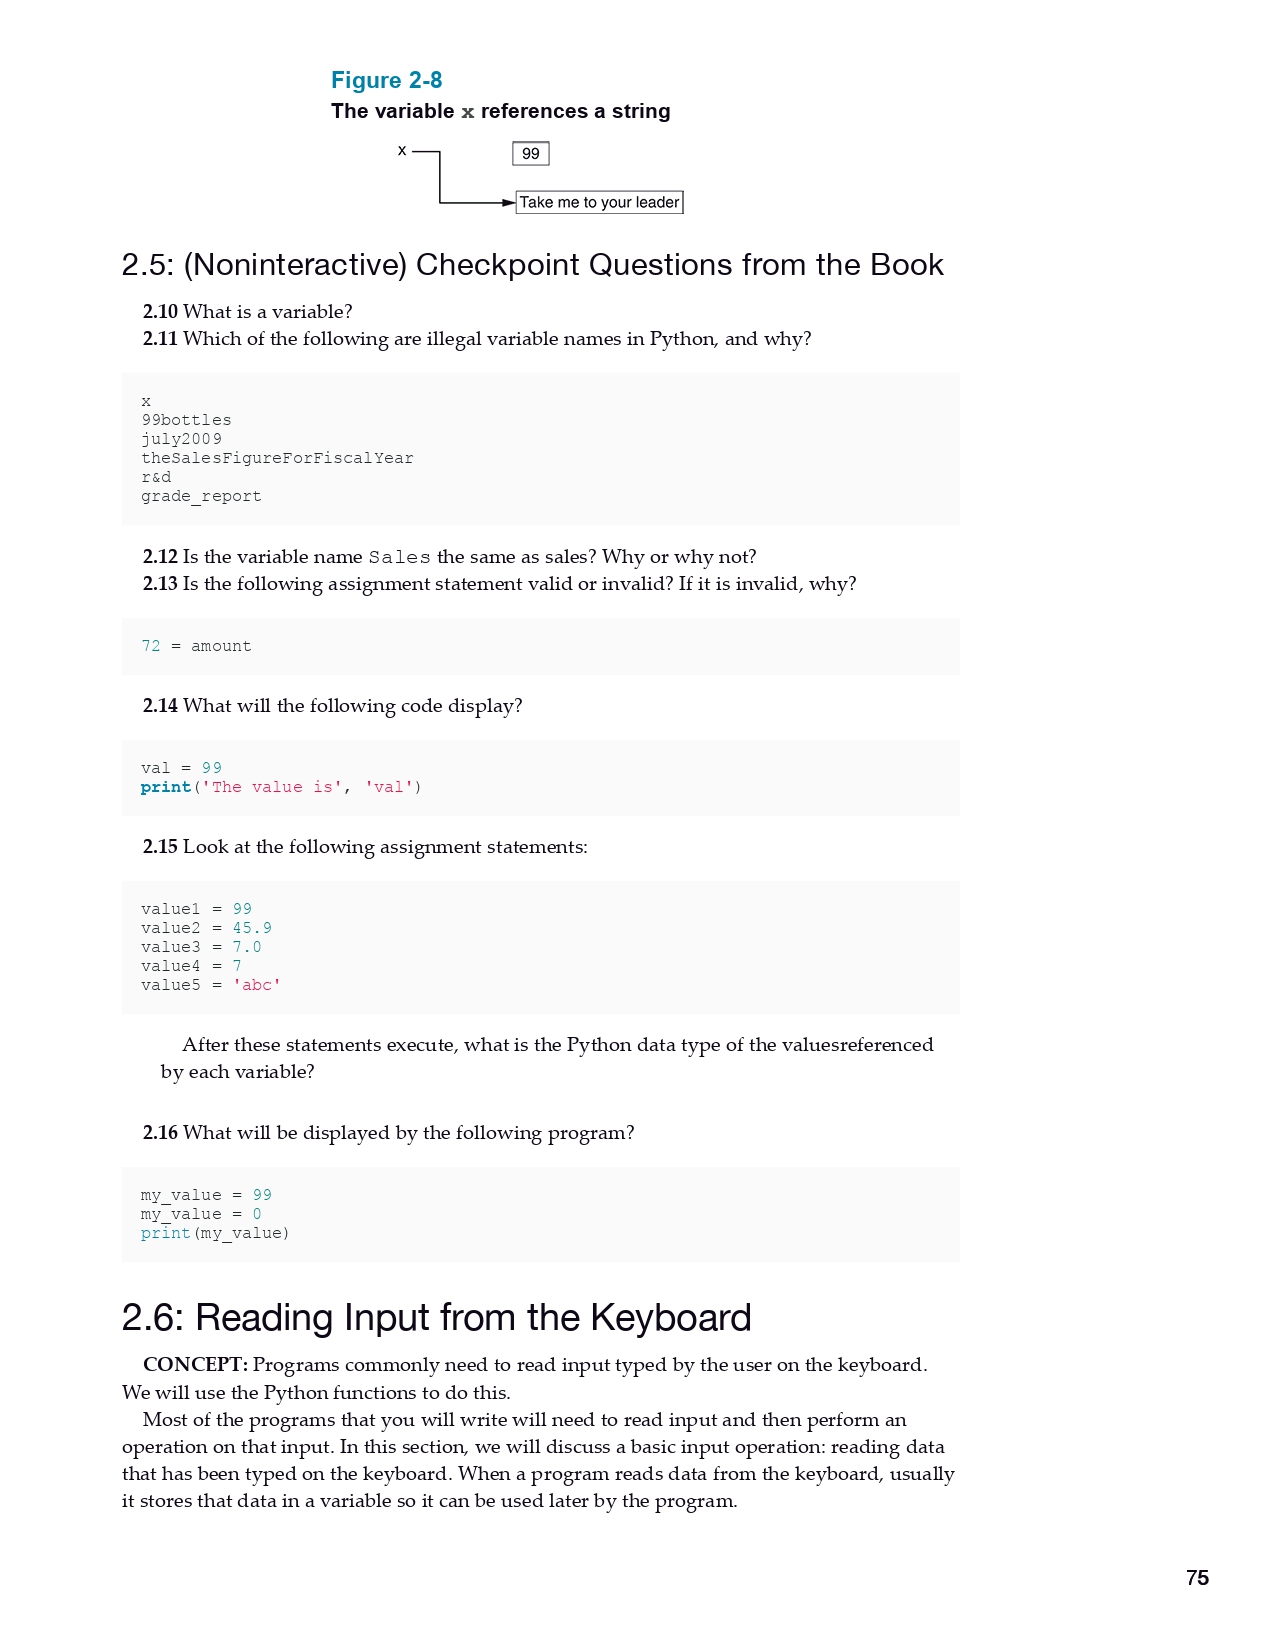 Figure 2-8
The variable x references a string
x
99
Take me to your leader
2.5: (Noninteractive) Checkpoint Questions from the Book
2.10 What is a variable?
2.11 Which of the following are illegal variable names in Python, and why?
x
99bottles
july2009
theSalesFigureForFiscalYear
r&d
grade_report
2.12 Is the variable name Sales the same as sales? Why or why not?
2.13 Is the following assignment statement valid or invalid? If it is invalid, why?
72 = amount
2.14 What will the following code display?
val = 99
print('The value is', 'val')
2.15 Look at the following assignment statements:
value1 = 99
value2 = 45.9
value3 = 7.0
value4 = 7
value5 = 'abc'
After these statements execute, what is the Python data type of the valuesreferenced
by each variable?
2.16 What will be displayed by the following program?
my_value = 99
my_value = 0
print(my_value)
2.6: Reading Input from the Keyboard
CONCEPT: Programs commonly need to read input typed by the user on the keyboard.
We will use the Python functions to do this.
Most of the programs that you will write will need to read input and then perform an
operation on that input. In this section, we will discuss a basic input operation: reading data
that has been typed on the keyboard. When a program reads data from the keyboard, usually
it stores that data in a variable so it can be used later by the program.
75